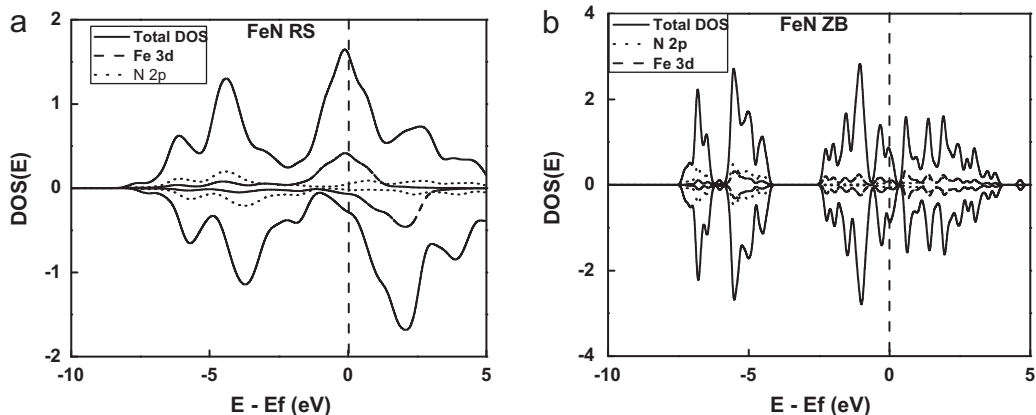 a
FeN RS
Total DOS
Fe 3d
N 2p
DOS(E)
2
1
0
-1
-2
-10
-5
0
5
E - Ef (eV)
b
FeN ZB
Total DOS
N 2p
Fe 3d
DOS(E)
4
2
0
-2
-4
-10
-5
0
5
E - Ef (eV)